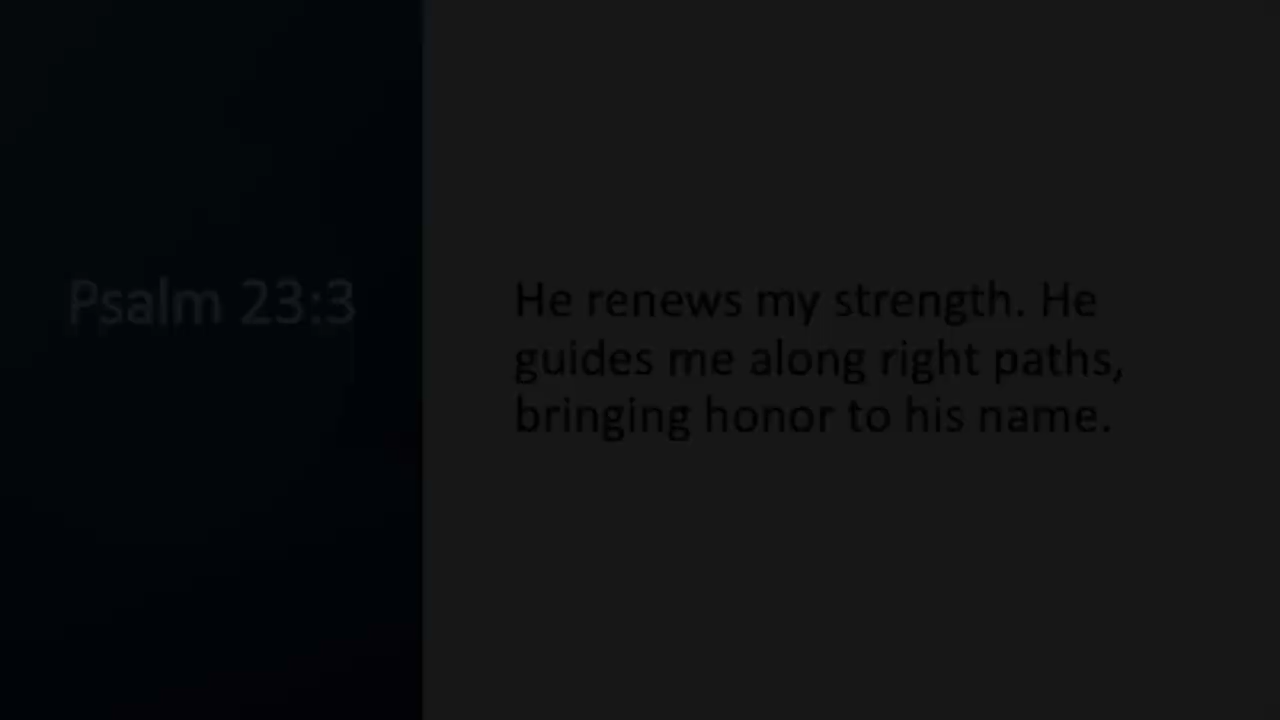 Psalm 23:3
He renews my strength. He
guides me along right paths,
bringing honor to his name.